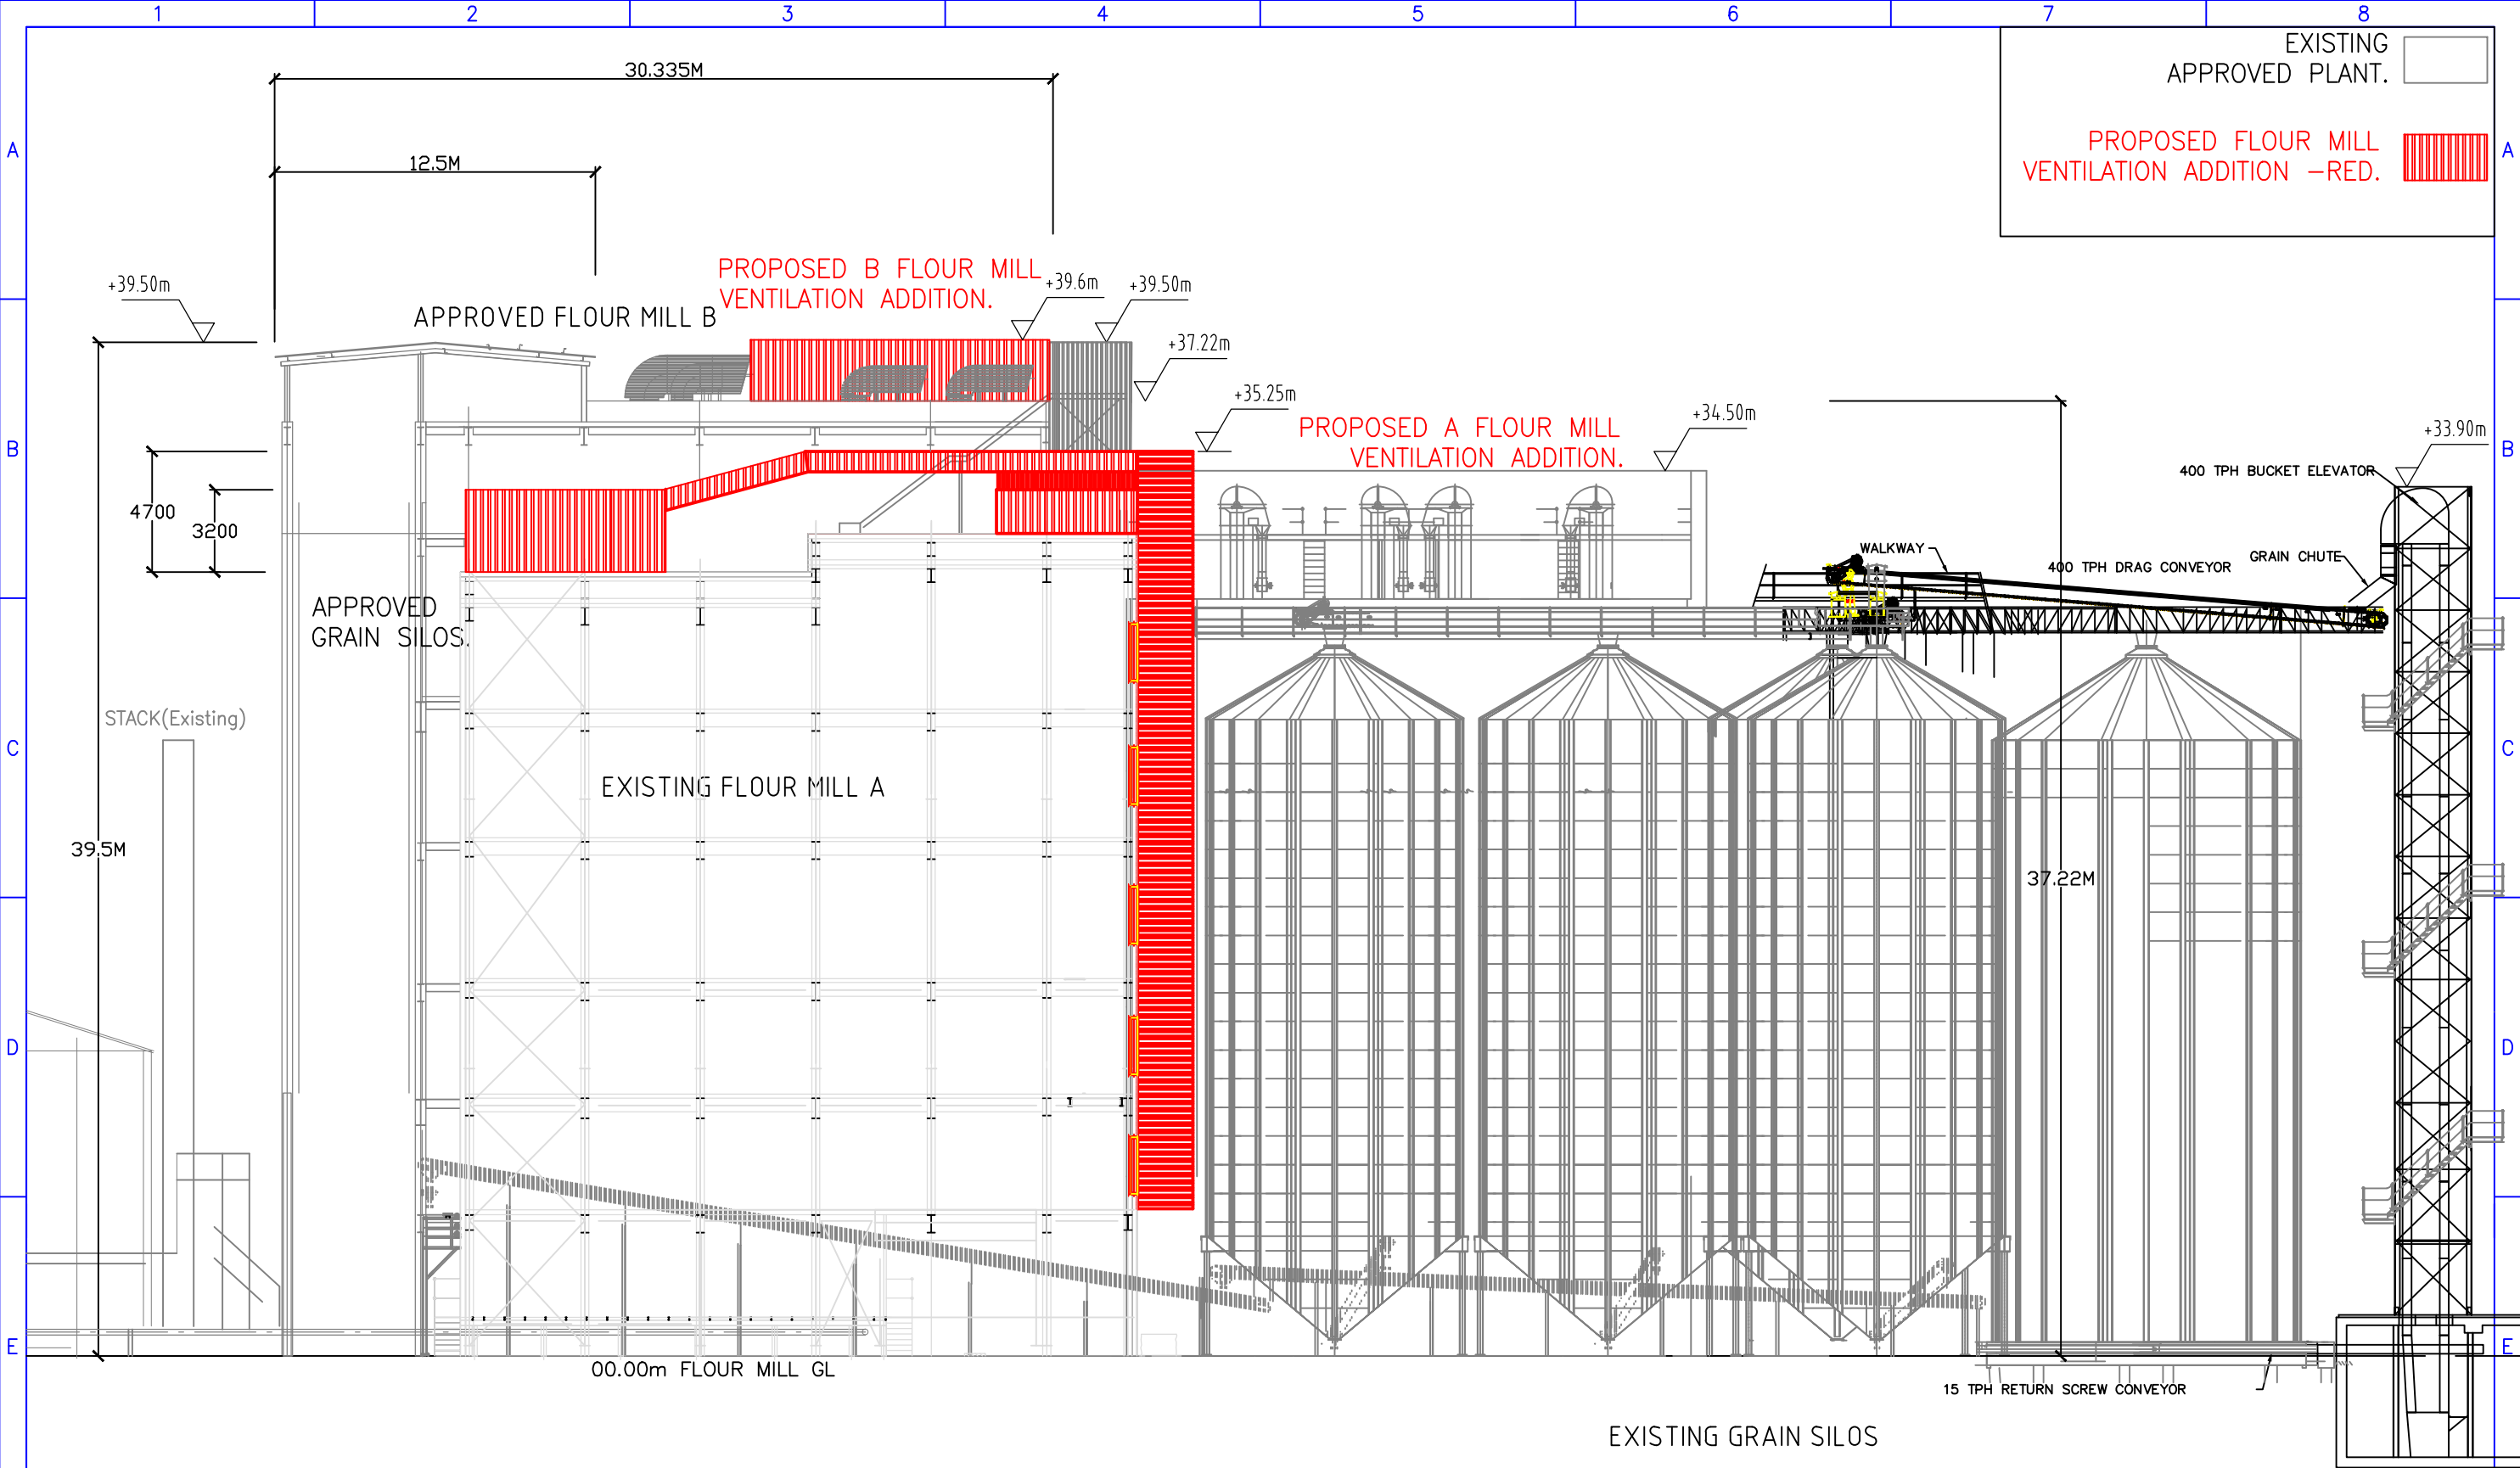 1 2 3 4 5 6 7 8
EXISTING
APPROVED PLANT.
PROPOSED FLOUR MILL
VENTILATION ADDITION -RED.
30.335M
A
A
12.5M
PROPOSED B FLOUR MILL
VENTILATION ADDITION.
+39.50m
+39.6m
+39.50m
APPROVED FLOUR MILL B
+37.22m
+35.25m
+34.50m
PROPOSED A FLOUR MILL
VENTILATION ADDITION.
+33.90m
B
B
400 TPH BUCKET ELEVATOR
4700
3200
WALKWAY
GRAIN CHUTE
400 TPH DRAG CONVEYOR
APPROVED
GRAIN SILOS.
STACK(Existing)
C
C
EXISTING FLOUR MILL A
39.5M
37.22M
D
D
E
E
00.00m FLOUR MILL GL
15 TPH RETURN SCREW CONVEYOR
EXISTING GRAIN SILOS